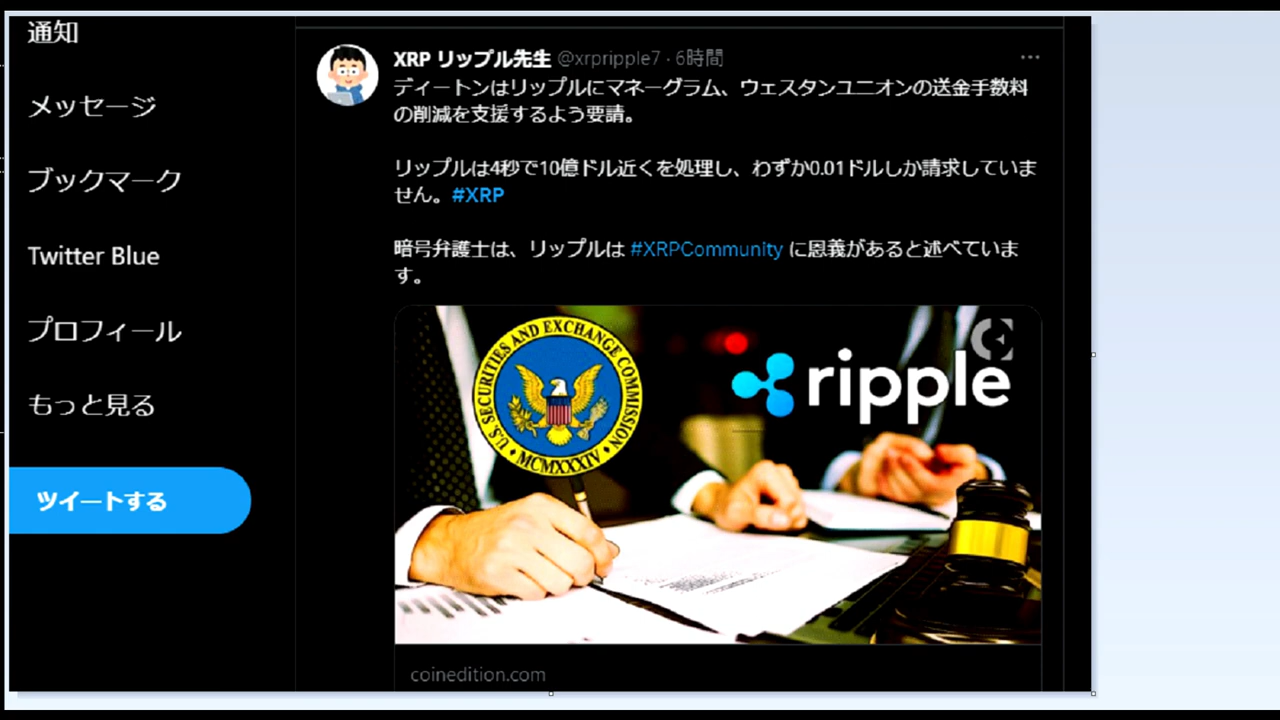 通知
メッセージ
ブックマーク
Twitter Blue
プロフィール
もっと見る
ツイートする
XRP リップル先生 @xrpripple7 · 6時間
ディートンはリップルにマネーグラム、ウェスタンユニオンの送金手数料
の削減を支援するよう要請。
リップルは4秒で10億ドル近くを処理し、わずか0.01ドルしか請求していま
せん。#XRP
暗号弁護士は、リップルは #XRPCommunity に恩義があると述べていま
す。
U.S. SECURITIES AND EXCHANGE COMMISSION
MCMXXXIV
ripple
coinedition.com